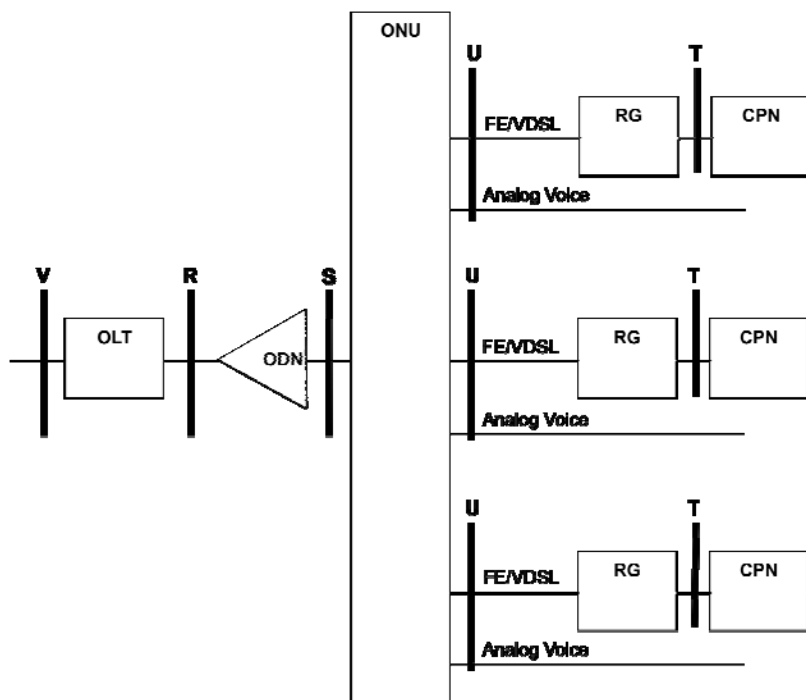 ONU
U
T
FE/VDSL
RG
CPN
Analog Voice
V
R
S
OLT
ODN
U
T
FE/VDSL
RG
CPN
Analog Voice
U
T
FE/VDSL
RG
CPN
Analog Voice